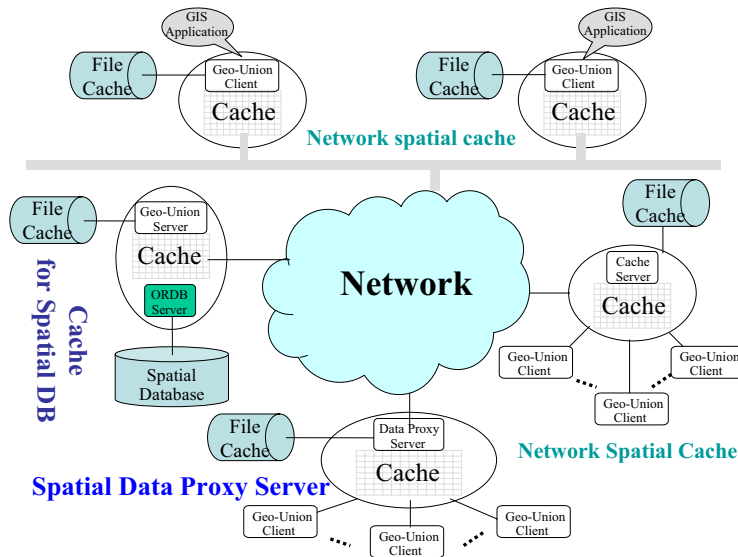 GIS
Application
GIS
Application
File
Cache
Geo-Union
Client
Cache
File
Cache
Geo-Union
Client
Cache
Network spatial cache
File
Cache
Geo-Union
Server
Cache
ORDB
Server
Spatial
Database
Cache
for Spatial DB
Network
File
Cache
Cache
Server
Cache
Geo-Union
Client
Geo-Union
Client
Geo-Union
Client
Network Spatial Cache
File
Cache
Data Proxy
Server
Cache
Spatial Data Proxy Server
Geo-Union
Client
Geo-Union
Client
Geo-Union
Client